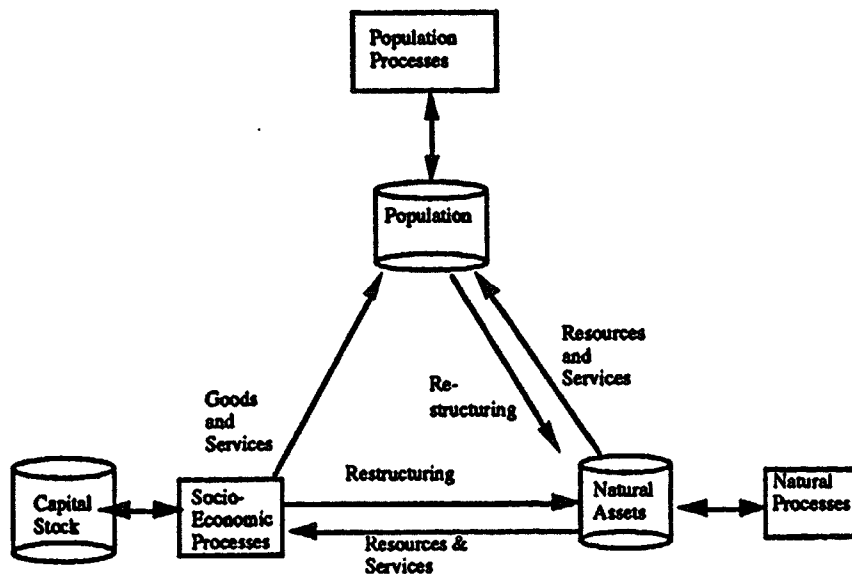 Population
Processes
Population
Resources
and
Services
Re-
structuring
Goods
and
Services
Restructuring
Capital
Stock
Socio-
Economic
Processes
Natural
Assets
Natural
Processes
Resources &
Services